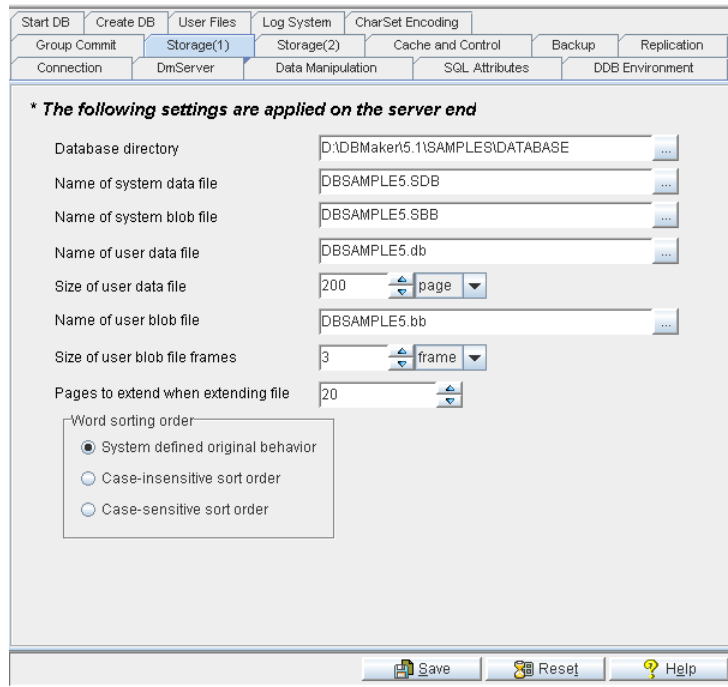 Start DB Create DB User Files Log System CharSet Encoding
Group Commit Storage(1) Storage(2) Cache and Control Backup Replication
Connection DmServer Data Manipulation SQL Attributes DDB Environment
* The following settings are applied on the server end
Database directory D:\DBMaker\5.1\SAMPLES\DATABASE ...
Name of system data file DBSAMPLE5.SDB ...
Name of system blob file DBSAMPLE5.SBB ...
Name of user data file DBSAMPLE5.db ...
Size of user data file 200 page
Name of user blob file DBSAMPLE5.bb ...
Size of user blob file frames 3 frame
Pages to extend when extending file 20
Word sorting order
System defined original behavior
Case-insensitive sort order
Case-sensitive sort order
Save Reset Help